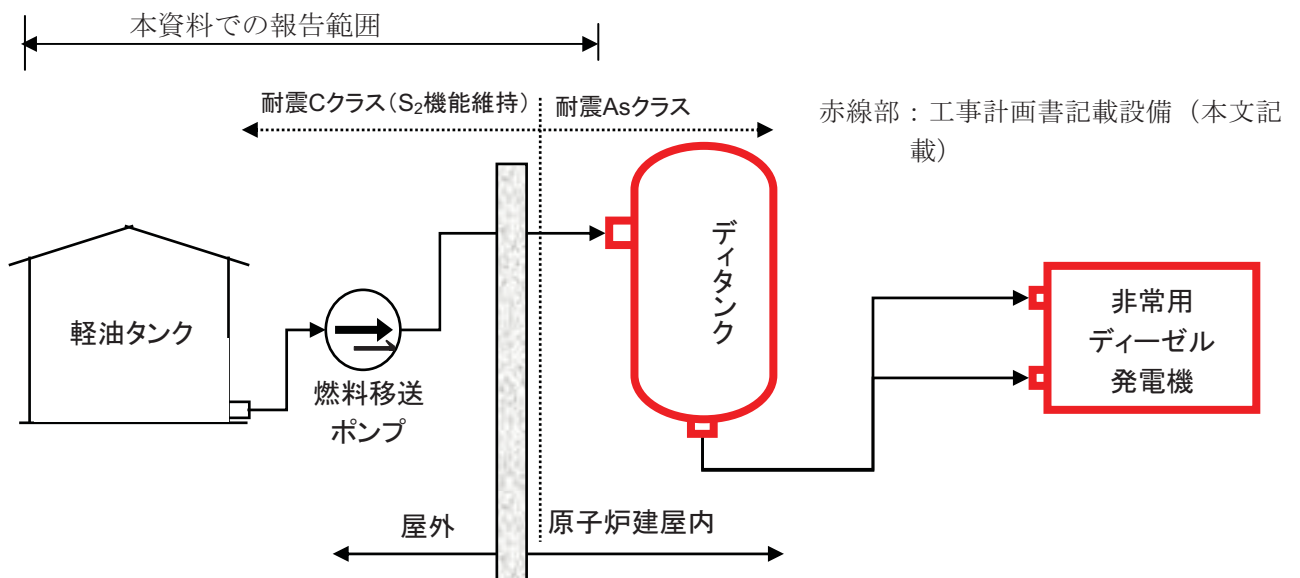 本資料での報告範囲
耐震Cクラス(S₂機能維持)
耐震Asクラス
赤線部：工事計画書記載設備（本文記
載）
軽油タンク
燃料移送
ポンプ
ディタンク
非常用
ディーゼル
発電機
屋外
原子炉建屋内